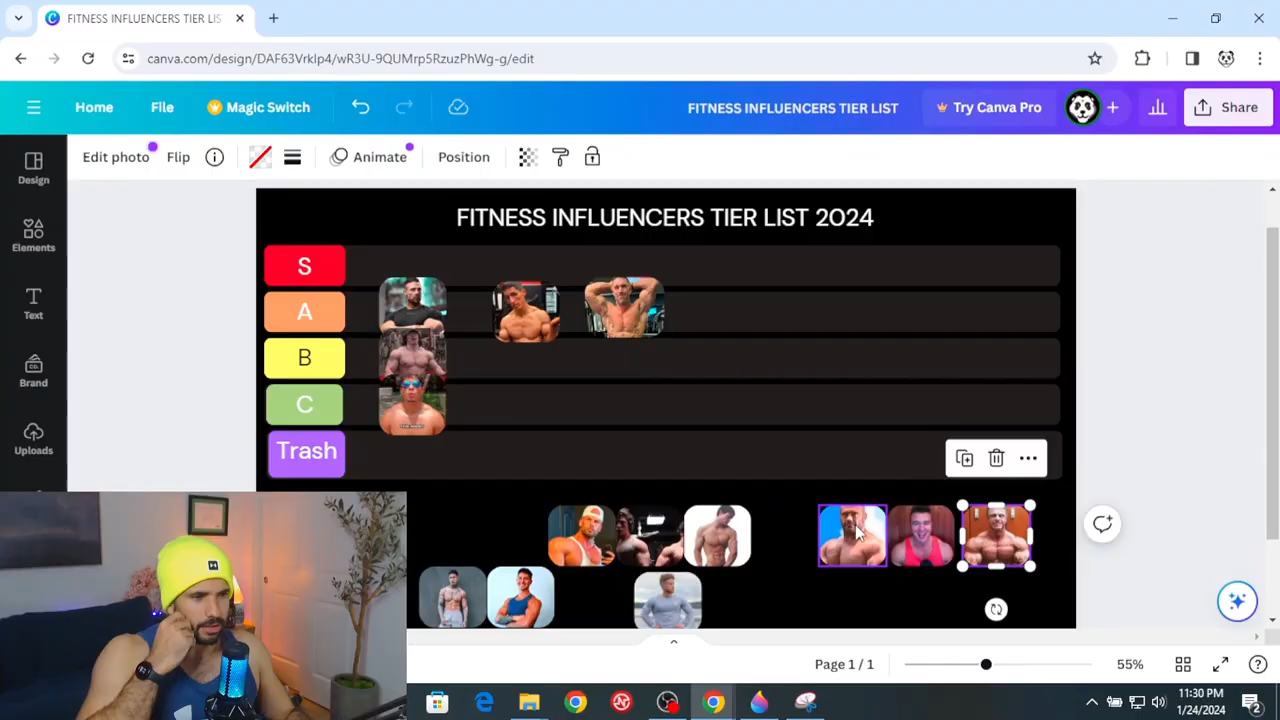 FITNESS INFLUENCERS TIER LIS
canva.com/design/DAF63Vrklp4/wR3U-9QUMrp5RzuzPhWg-g/edit
Home File Magic Switch FITNESS INFLUENCERS TIER LIST Try Canva Pro + Share
Edit photo Flip Animate Position
Design
Elements
Text
Brand
Uploads
FITNESS INFLUENCERS TIER LIST 2024
S
A
B
C
Trash
Page 1 / 1 55%
11:30 PM
1/24/2024
2